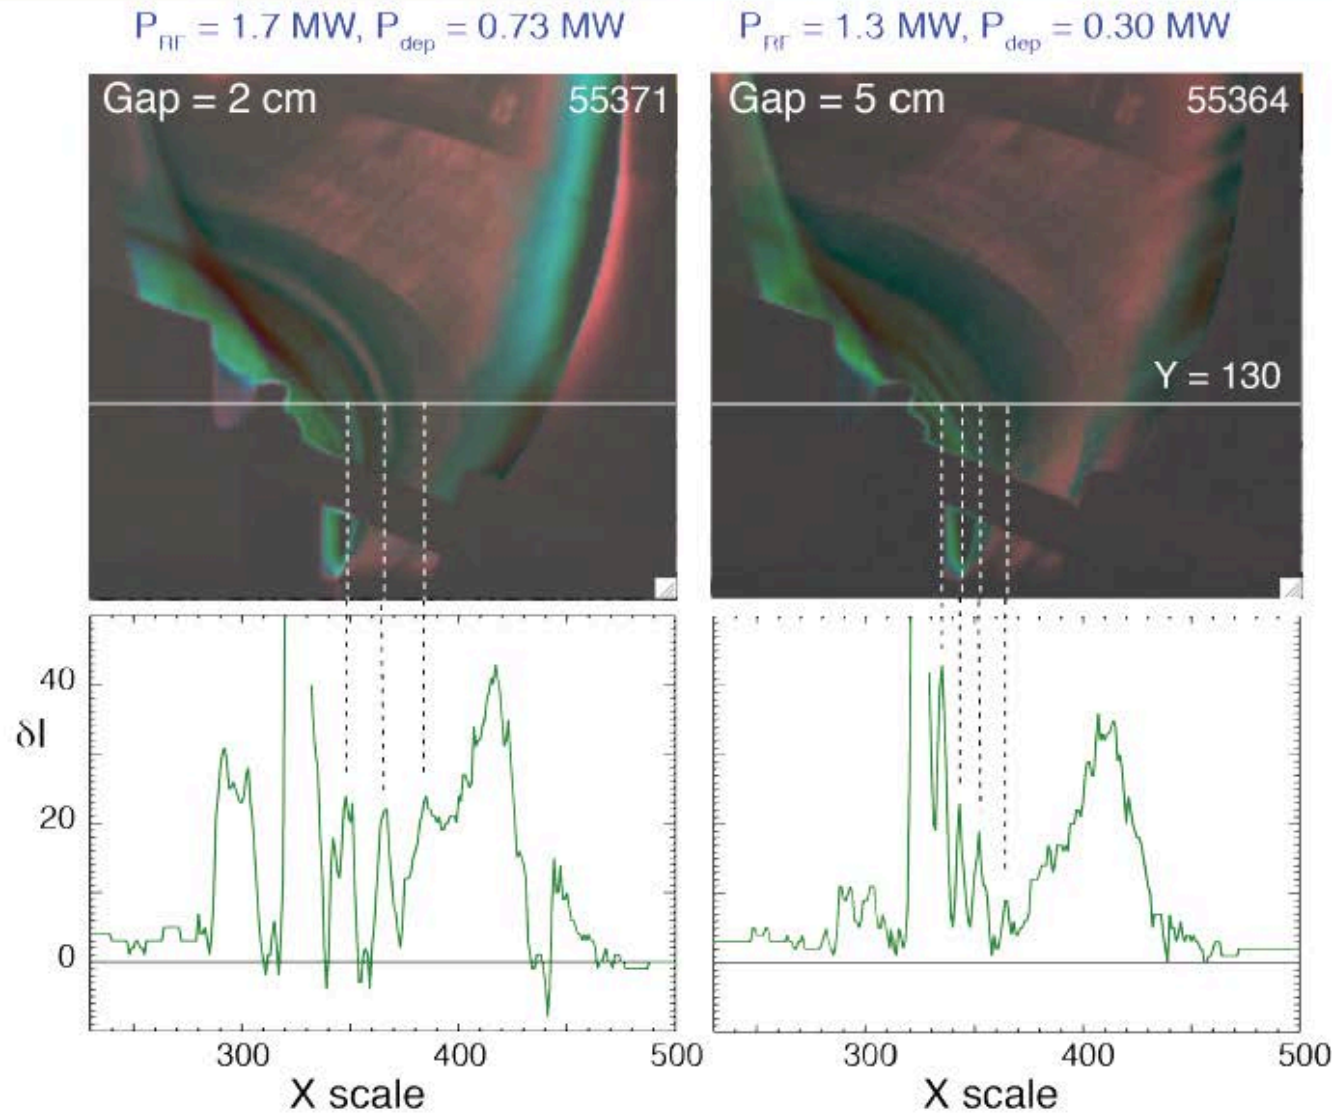 P_RF = 1.7 MW, P_dep = 0.73 MW
P_RF = 1.3 MW, P_dep = 0.30 MW
Gap = 2 cm 55371
Gap = 5 cm 55364
Y = 130
40
δI
20
0
300 400 500
300 400 500
X scale
X scale